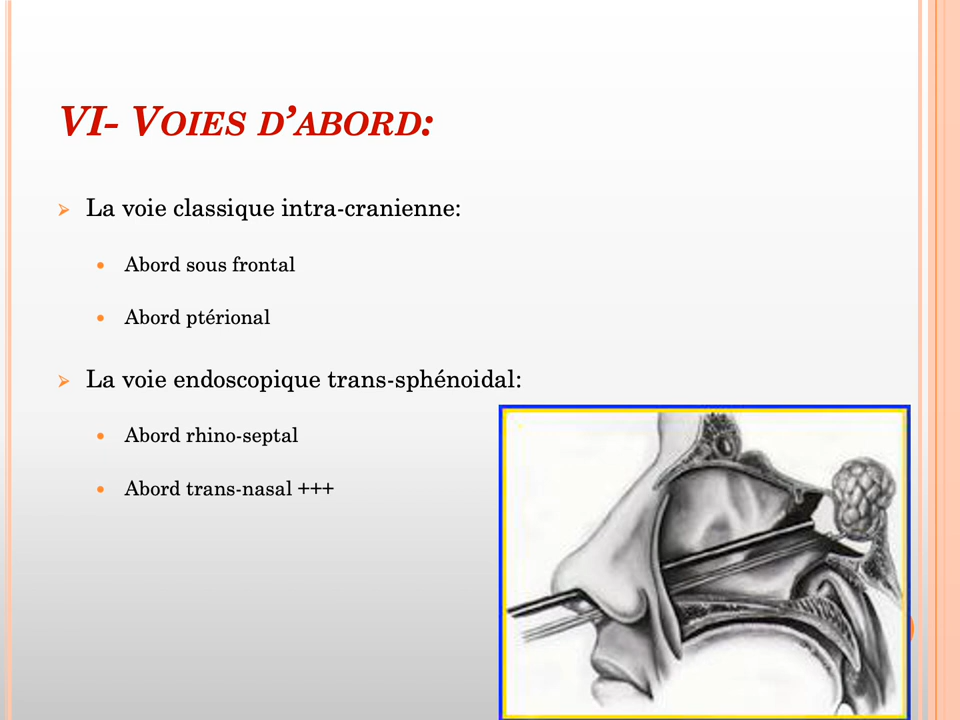 VI- VOIES D'ABORD:
La voie classique intra-cranienne:
Abord sous frontal
Abord ptérional
La voie endoscopique trans-sphénoidal:
Abord rhino-septal
Abord trans-nasal +++